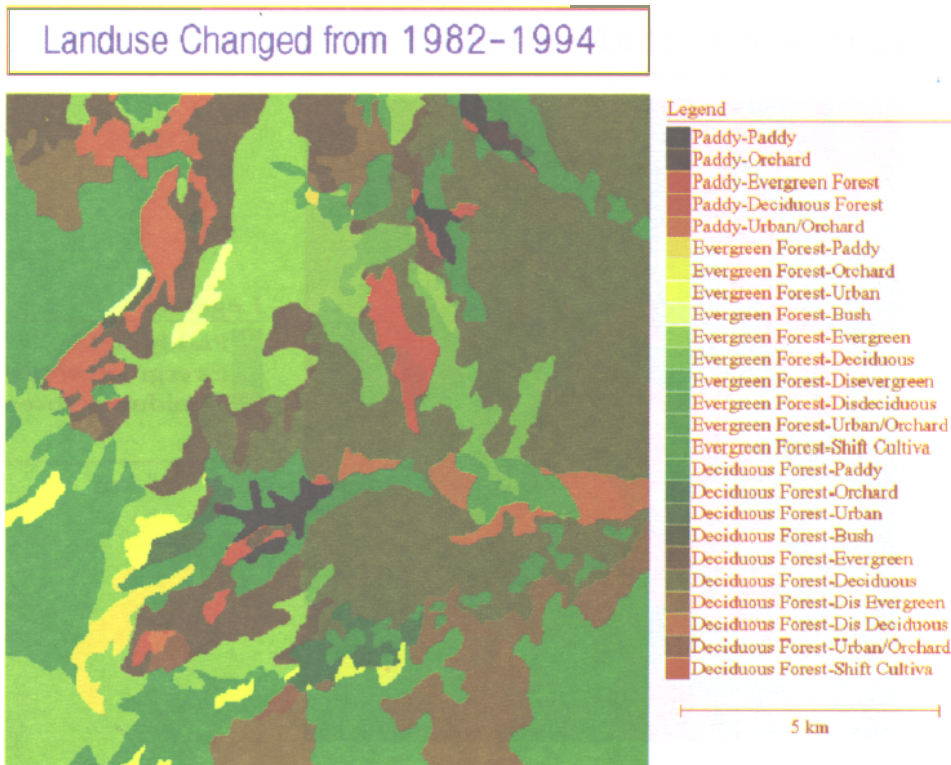 Landuse Changed from 1982-1994
Legend
Paddy-Paddy
Paddy-Orchard
Paddy-Evergreen Forest
Paddy-Deciduous Forest
Paddy-Urban/Orchard
Evergreen Forest-Paddy
Evergreen Forest-Orchard
Evergreen Forest-Urban
Evergreen Forest-Bush
Evergreen Forest-Evergreen
Evergreen Forest-Deciduous
Evergreen Forest-Disevergreen
Evergreen Forest-Disdeciduous
Evergreen Forest-Urban/Orchard
Evergreen Forest-Shift Cultiva
Deciduous Forest-Paddy
Deciduous Forest-Orchard
Deciduous Forest-Urban
Deciduous Forest-Bush
Deciduous Forest-Evergreen
Deciduous Forest-Deciduous
Deciduous Forest-Dis Evergreen
Deciduous Forest-Dis Deciduous
Deciduous Forest-Urban/Orchard
Deciduous Forest-Shift Cultiva
5 km